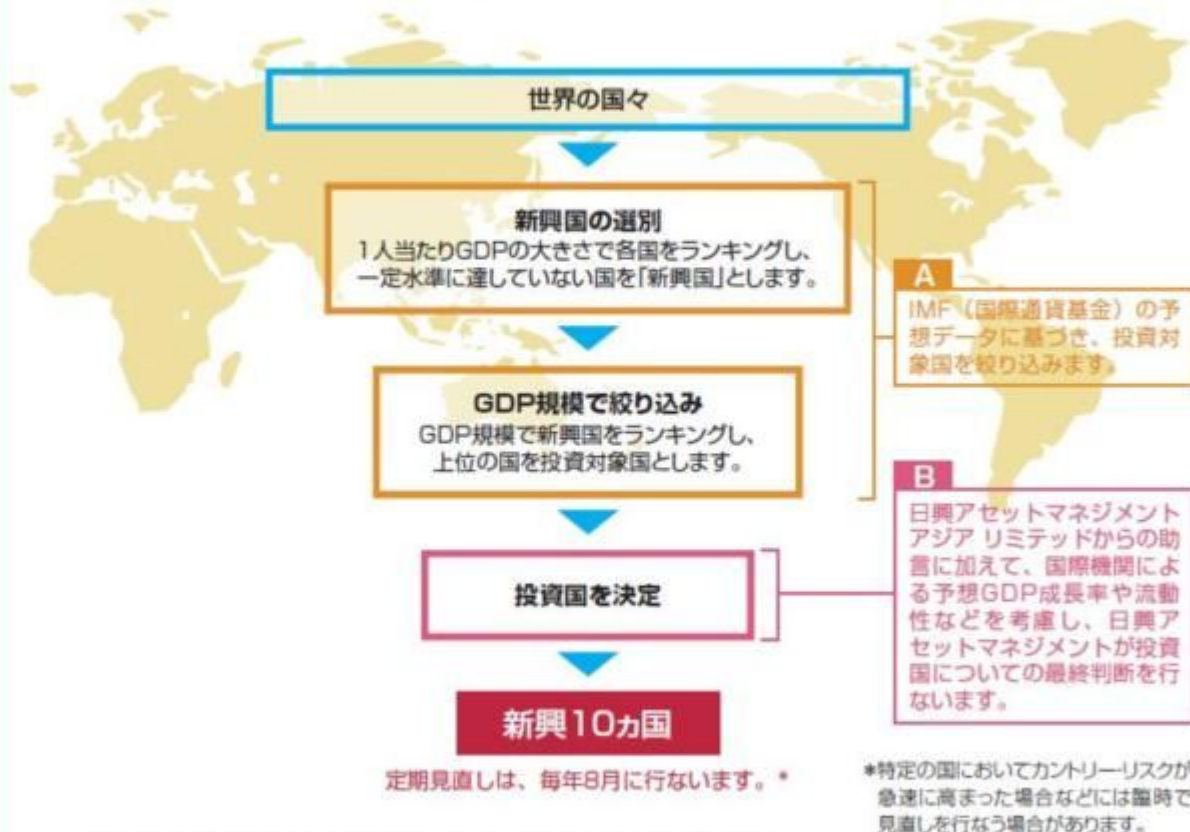 世界の国々
新興国の選別
1人当たりGDPの大きさで各国をランキングし、
一定水準に達していない国を「新興国」とします。
A
IMF（国際通貨基金）の予
想データに基づき、投資対
象国を絞り込みます。
GDP規模で絞り込み
GDP規模で新興国をランキングし、
上位の国を投資対象国とします。
B
日興アセットマネジメント
アジア リミテッドからの助
言に加えて、国際機関によ
る予想GDP成長率や流動
性などを考慮し、日興ア
セットマネジメントが投資
国についての最終判断を行
ないます。
投資国を決定
新興10ヵ国
定期見直しは、毎年8月に行ないます。*
*特定の国においてカントリー・リスクが
急速に高まった場合などには臨時で
見直しを行なう場合があります。